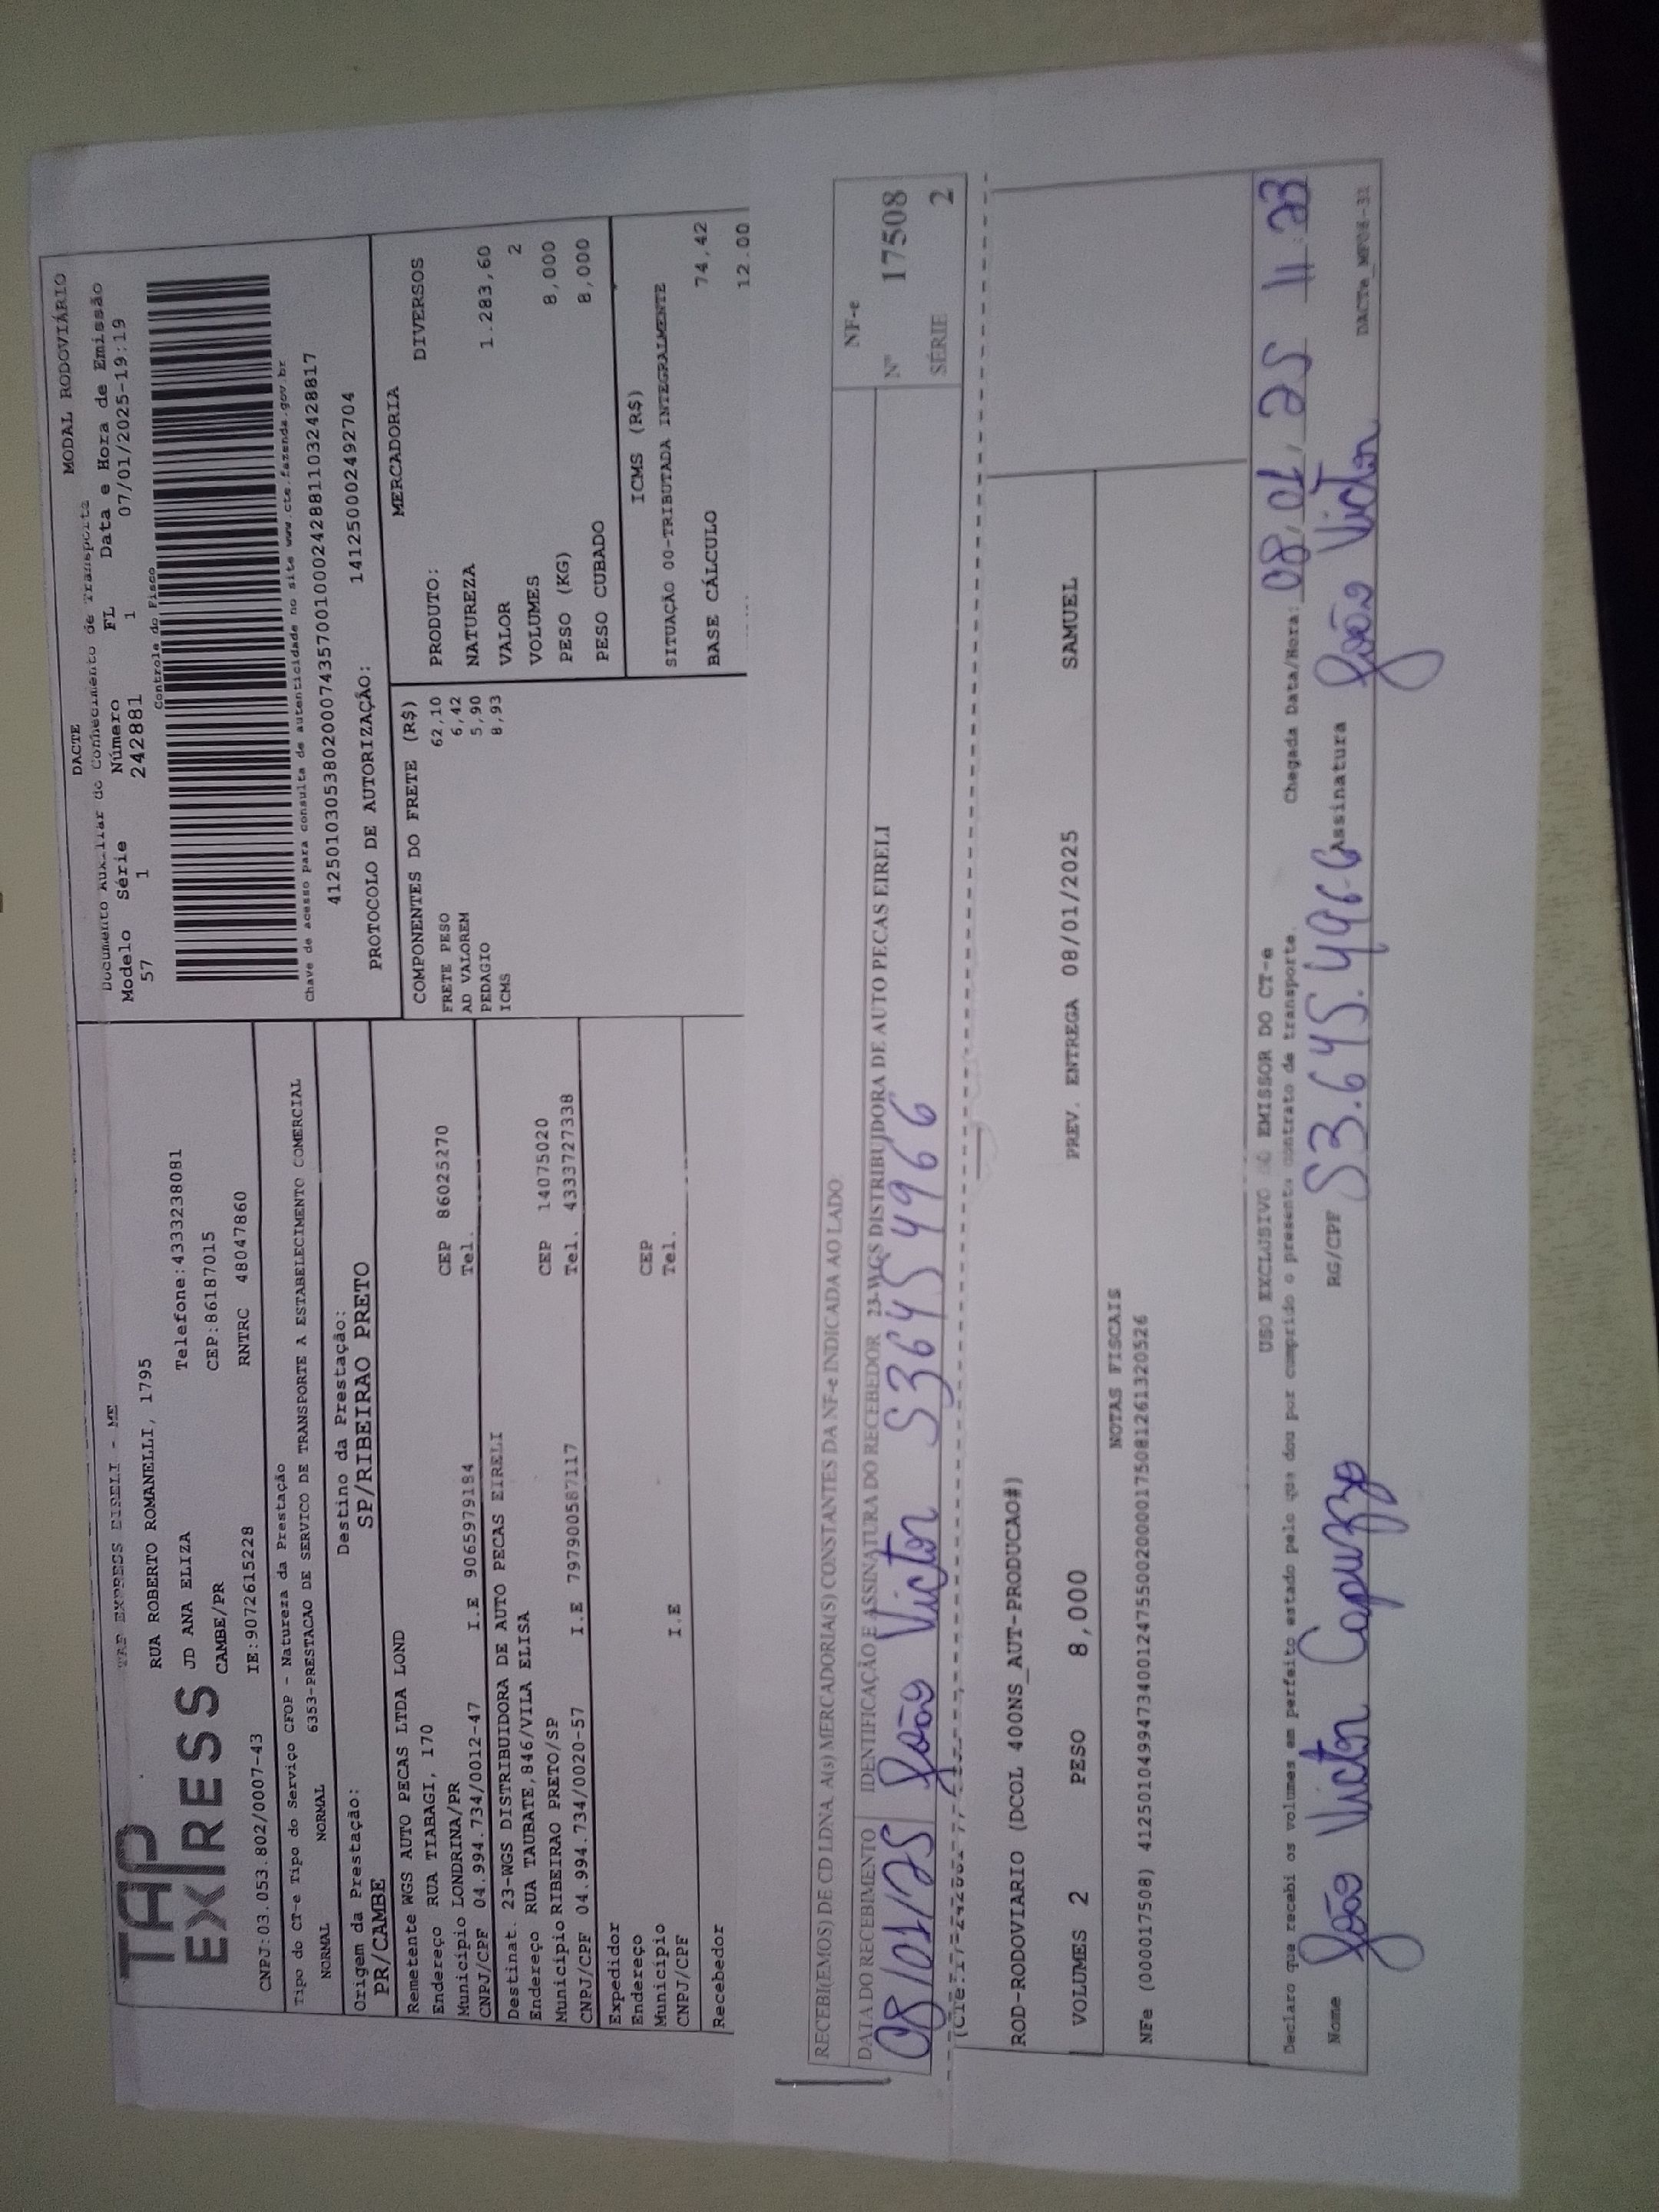 TAP EXPRESS
TAP EXPRESS EIRELI - ME
RUA ROBERTO ROMANELLI, 1795
JD ANA ELIZA Telefone:4333238081
CAMBE/PR CEP:86187015
CNPJ:03.053.802/0007-43 IE:9072615228 RNTRC 48047860
Tipo do CT-e Tipo do Serviço CFOP - Natureza da Prestação
NORMAL NORMAL 6353-PRESTACAO DE SERVICO DE TRANSPORTE A ESTABELECIMENTO COMERCIAL
Origem da Prestação: Destino da Prestação:
PR/CAMBE SP/RIBEIRAO PRETO
Remetente WGS AUTO PECAS LTDA LOND
Endereço RUA TIABAGI, 170 CEP 86025270
Município LONDRINA/PR Tel.
CNPJ/CPF 04.994.734/0012-47 I.E 9065979184
Destinat. 23-WGS DISTRIBUIDORA DE AUTO PECAS EIRELI
Endereço RUA TAUBATE,846/VILA ELISA CEP 14075020
Município RIBEIRAO PRETO/SP Tel. 4333727338
CNPJ/CPF 04.994.734/0020-57 I.E 797900587117
Expedidor
Endereço CEP
Município Tel.
CNPJ/CPF I.E
Recebedor
DACTE MODAL RODOVIÁRIO
Documento Auxiliar do Conhecimento de Transporte
Modelo Série Número FL Data e Hora de Emissão
57 1 242881 1 07/01/2025-19:19
Controle do Fisco
Chave de acesso para consulta de autenticidade no site www.cte.fazenda.gov.br
41250103053802000743570010002428811032428817
PROTOCOLO DE AUTORIZAÇÃO: 141250002492704
COMPONENTES DO FRETE (R$)
FRETE PESO 62,10
AD VALOREM 6,42
PEDAGIO 5,90
ICMS 8,93
MERCADORIA
PRODUTO: DIVERSOS
NATUREZA
VALOR 1.283,60
VOLUMES 2
PESO (KG) 8,000
PESO CUBADO 8,000
ICMS (R$)
SITUAÇÃO 00-TRIBUTADA INTEGRALMENTE
BASE CÁLCULO 74,42
12.00
RECEBI(EMOS) DE CD LDNA. A(S) MERCADORIA(S) CONSTANTES DA NF-e INDICADA AO LADO.
DATA DO RECEBIMENTO IDENTIFICAÇÃO E ASSINATURA DO RECEBEDOR 23-WGS DISTRIBUIDORA DE AUTO PECAS EIRELI
08/01/25 João Victor 536454966
NF-e
Nº 17508
SÉRIE 2
ROD-RODOVIARIO (DCOL 400NS_AUT-PRODUCAO#)
VOLUMES 2 PESO 8,000 PREV. ENTREGA 08/01/2025 SAMUEL
NOTAS FISCAIS
NFe (000017508) 41250104994734001247550020000175081261320526
USO EXCLUSIVO DO EMISSOR DO CT-e
Declaro que recebi os volumes em perfeito estado pelo que dou por cumprido o presente contrato de transporte. Chegada Data/Hora: 08/01/25 11:23
Nome João Victor Capuzzo RG/CPF 53.645.496-6 Assinatura João Victor
DACTe_MF08-31